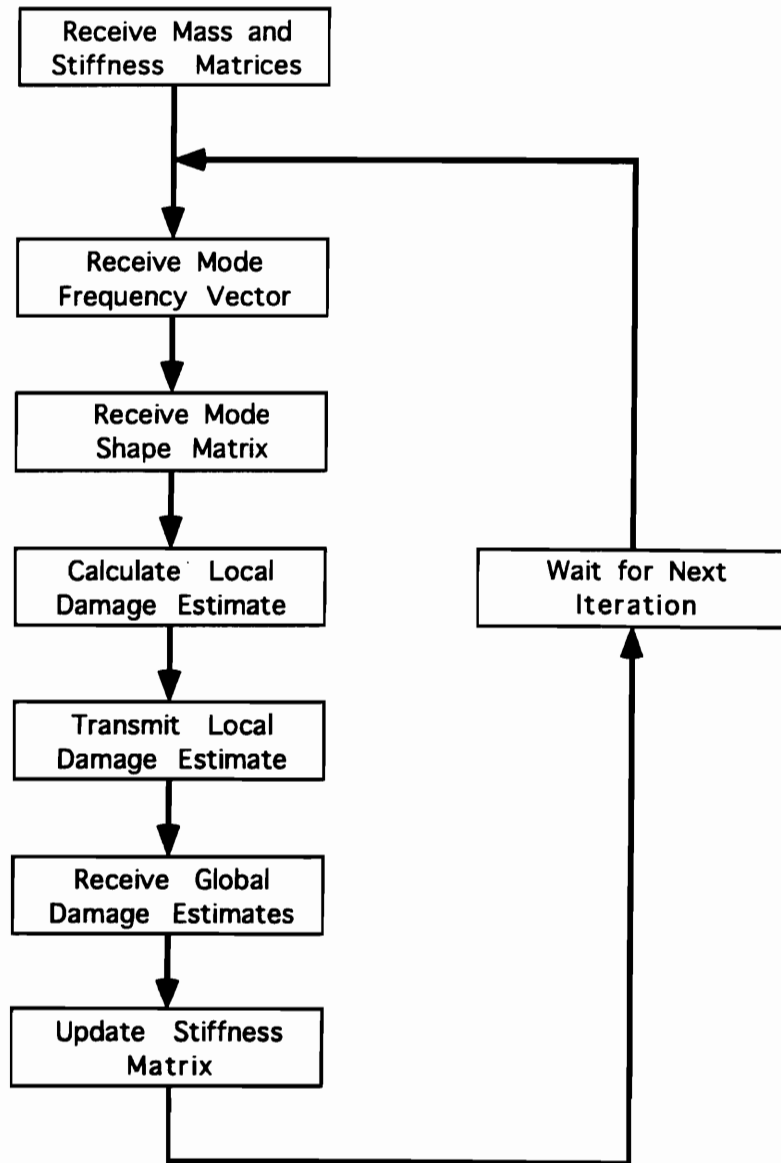 Receive Mass and
Stiffness Matrices
Receive Mode
Frequency Vector
Receive Mode
Shape Matrix
Calculate Local
Damage Estimate
Wait for Next
Iteration
Transmit Local
Damage Estimate
Receive Global
Damage Estimates
Update Stiffness
Matrix